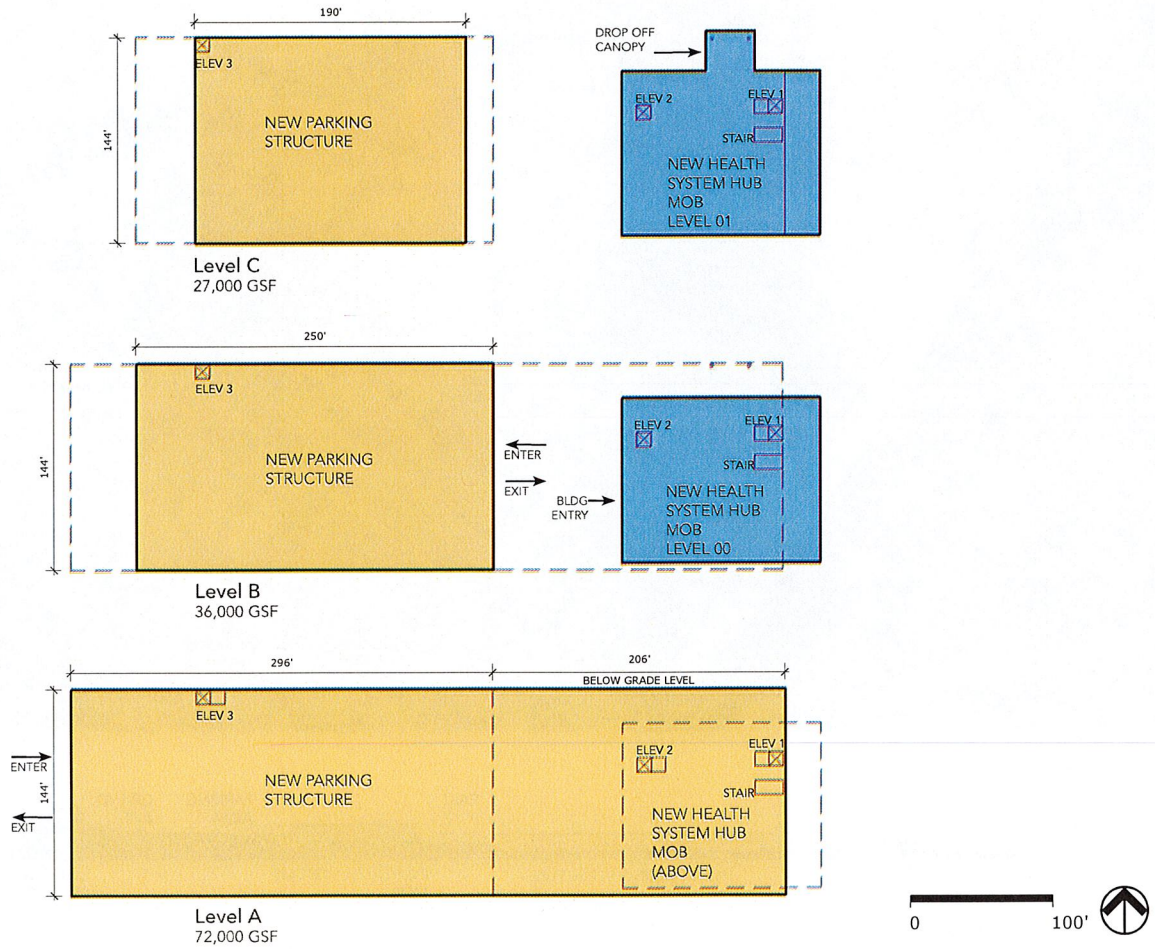 190'
144'
ELEV 3
NEW PARKING
STRUCTURE
Level C
27,000 GSF
DROP OFF
CANOPY
ELEV 2
ELEV 1
STAIR
NEW HEALTH
SYSTEM HUB
MOB
LEVEL 01
250'
144'
ELEV 3
NEW PARKING
STRUCTURE
Level B
36,000 GSF
ENTER
EXIT
BLDG
ENTRY
ELEV 2
ELEV 1
STAIR
NEW HEALTH
SYSTEM HUB
MOB
LEVEL 00
296'
206'
BELOW GRADE LEVEL
144'
ENTER
EXIT
ELEV 3
NEW PARKING
STRUCTURE
ELEV 2
ELEV 1
STAIR
NEW HEALTH
SYSTEM HUB
MOB
(ABOVE)
Level A
72,000 GSF
0
100'